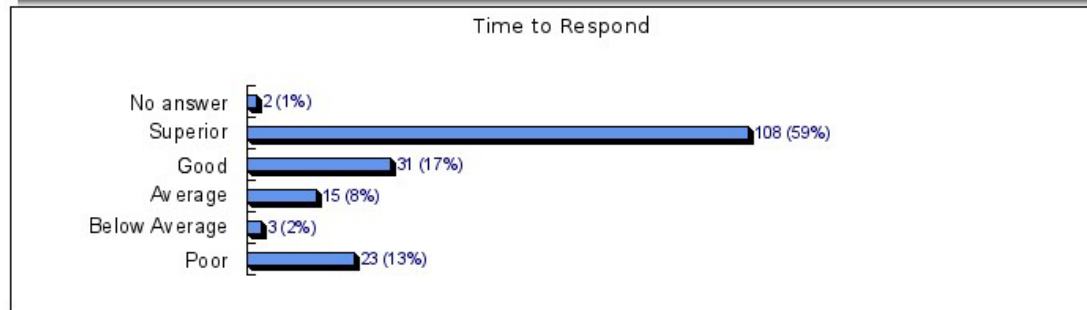 Time to Respond
No answer 2 (1%)
Superior 108 (59%)
Good 31 (17%)
Average 15 (8%)
Below Average 3 (2%)
Poor 23 (13%)